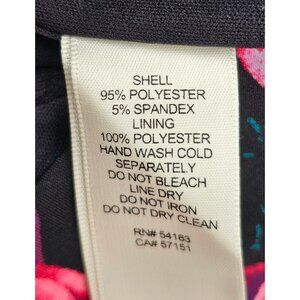 SHELL
95% POLYESTER
5% SPANDEX
LINING
100% POLYESTER
HAND WASH COLD
SEPARATELY
DO NOT BLEACH
LINE DRY
DO NOT IRON
DO NOT DRY CLEAN
RN# 54163
CA# 57151